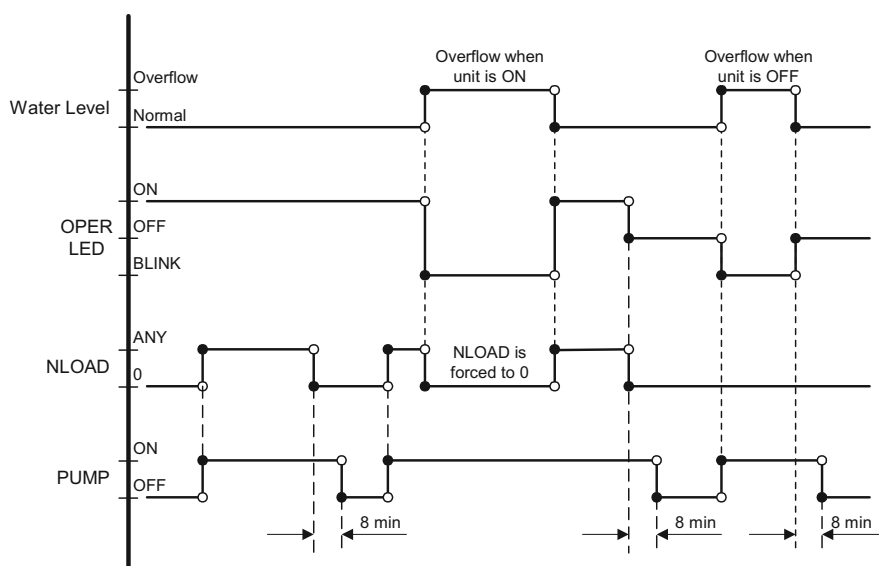 Overflow when
unit is ON
Overflow when
unit is OFF
Water Level
Overflow
Normal
OPER
LED
ON
OFF
BLINK
NLOAD
ANY
0
NLOAD is
forced to 0
PUMP
ON
OFF
8 min
8 min
8 min